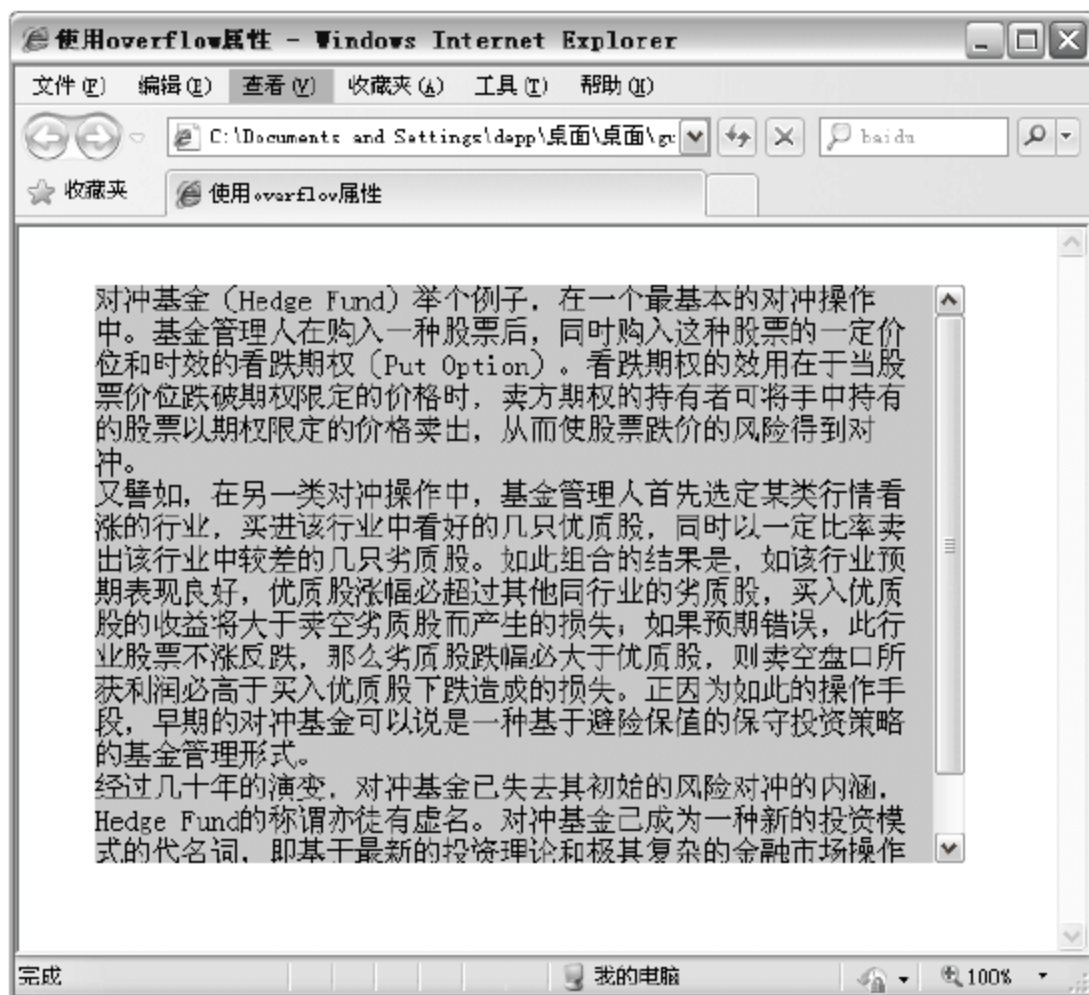 使用overflow属性 - Windows Internet Explorer
文件(F) 编辑(E) 查看(V) 收藏夹(A) 工具(T) 帮助(H)
C:\Documents and Settings\depp\桌面\桌面\gu baidu
收藏夹 使用overflow属性
对冲基金（Hedge Fund）举个例子，在一个最基本的对冲操作
中。基金管理人在购入一种股票后，同时购入这种股票的一定价
位和时效的看跌期权（Put Option）。看跌期权的效用在于当股
票价位跌破期权限定的价格时，卖方期权的持有者可将手中持有
的股票以期权限定的价格卖出，从而使股票跌价的风险得到对
冲。
又譬如，在另一类对冲操作中，基金管理人首先选定某类行情看
涨的行业，买进该行业中看好的几只优质股，同时以一定比率卖
出该行业中较差的几只劣质股。如此组合的结果是，如该行业预
期表现良好，优质股涨幅必超过其他同行业的劣质股，买入优质
股的收益将大于卖空劣质股而产生的损失；如果预期错误，此行
业股票不涨反跌，那么劣质股跌幅必大于优质股，则卖空盘口所
获利润必高于买入优质股下跌造成的损失。正因为如此的操作手
段，早期的对冲基金可以说是一种基于避险保值的保守投资策略
的基金管理形式。
经过几十年的演变，对冲基金已失去其初始的风险对冲的内涵，
Hedge Fund的称谓亦徒有虚名。对冲基金已成为一种新的投资模
式的代名词，即基于最新的投资理论和极其复杂的金融市场操作
完成 我的电脑 100%